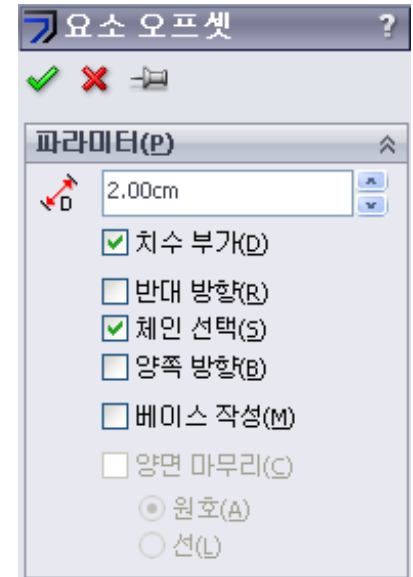 요소 오프셋 ?
파라미터(P)
D 2.00cm
치수 부가(D)
반대 방향(R)
체인 선택(S)
양쪽 방향(B)
베이스 작성(M)
양면 마무리(C)
원호(A)
선(L)